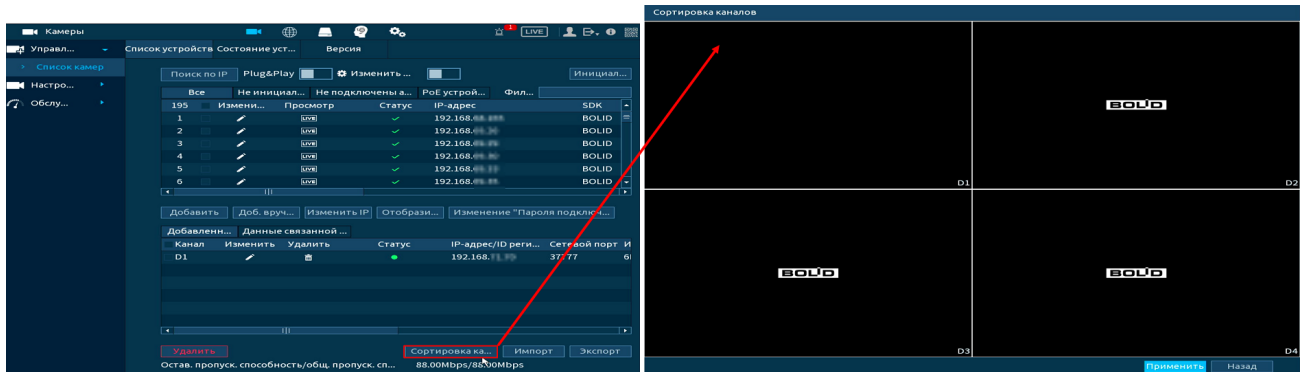 Камеры
1
LIVE
Управл...
Список устройств Состояние уст... Версия
Список камер
Настро...
Обслу...
Поиск по IP Plug&Play Изменить ... Инициал...
Все Не инициал... Не подключены а... PoE устрой... Фил...
195 Измени... Просмотр Статус IP-адрес SDK
1 LIVE 192.168. BOLID
2 LIVE 192.168. BOLID
3 LIVE 192.168. BOLID
4 LIVE 192.168. BOLID
5 LIVE 192.168. BOLID
6 LIVE 192.168. BOLID
Добавить Доб. вруч... Изменить IP Отобрази... Изменение "Пароля подключ...
Добавленн... Данные связанной ...
Канал Изменить Удалить Статус IP-адрес/ID реги... Сетевой порт И
D1 192.168. 37777 6
Удалить Сортировка ка... Импорт Экспорт
Остав. пропуск. способность/общ. пропуск. сп... 88.00Mbps/88.00Mbps
Сортировка каналов
BOLID
D1 D2
BOLID BOLID
D3 D4
Применить Назад